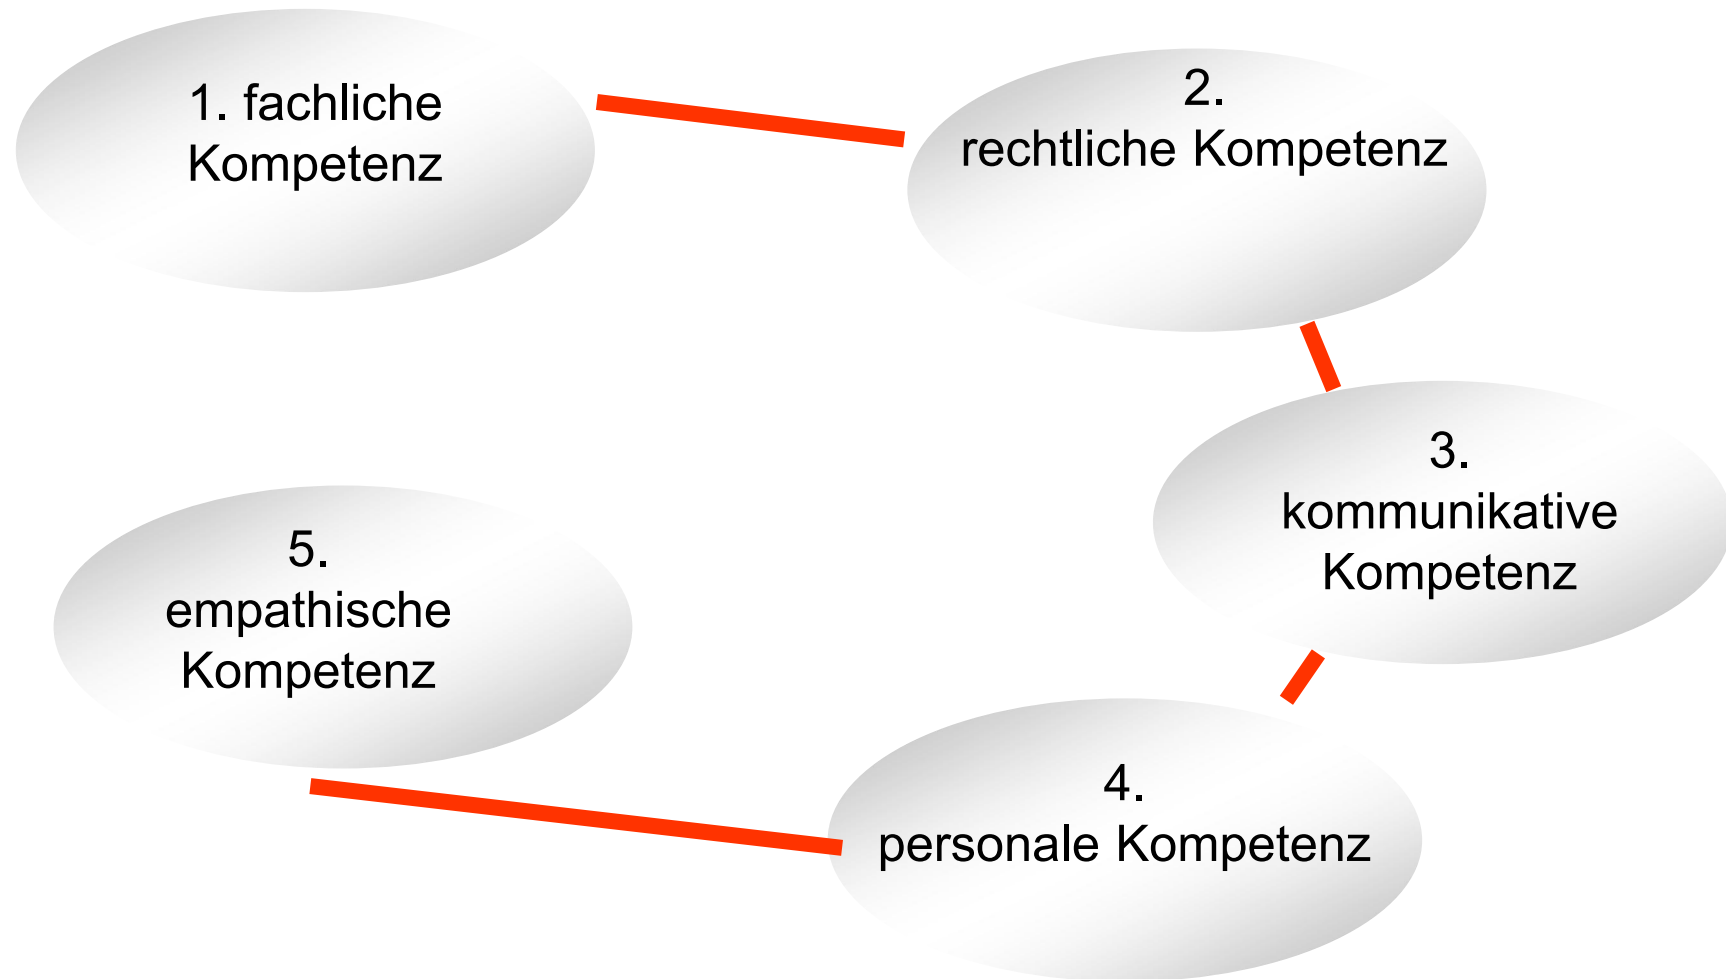 1. fachliche
Kompetenz
2.
rechtliche Kompetenz
3.
kommunikative
Kompetenz
4.
personale Kompetenz
5.
empathische
Kompetenz